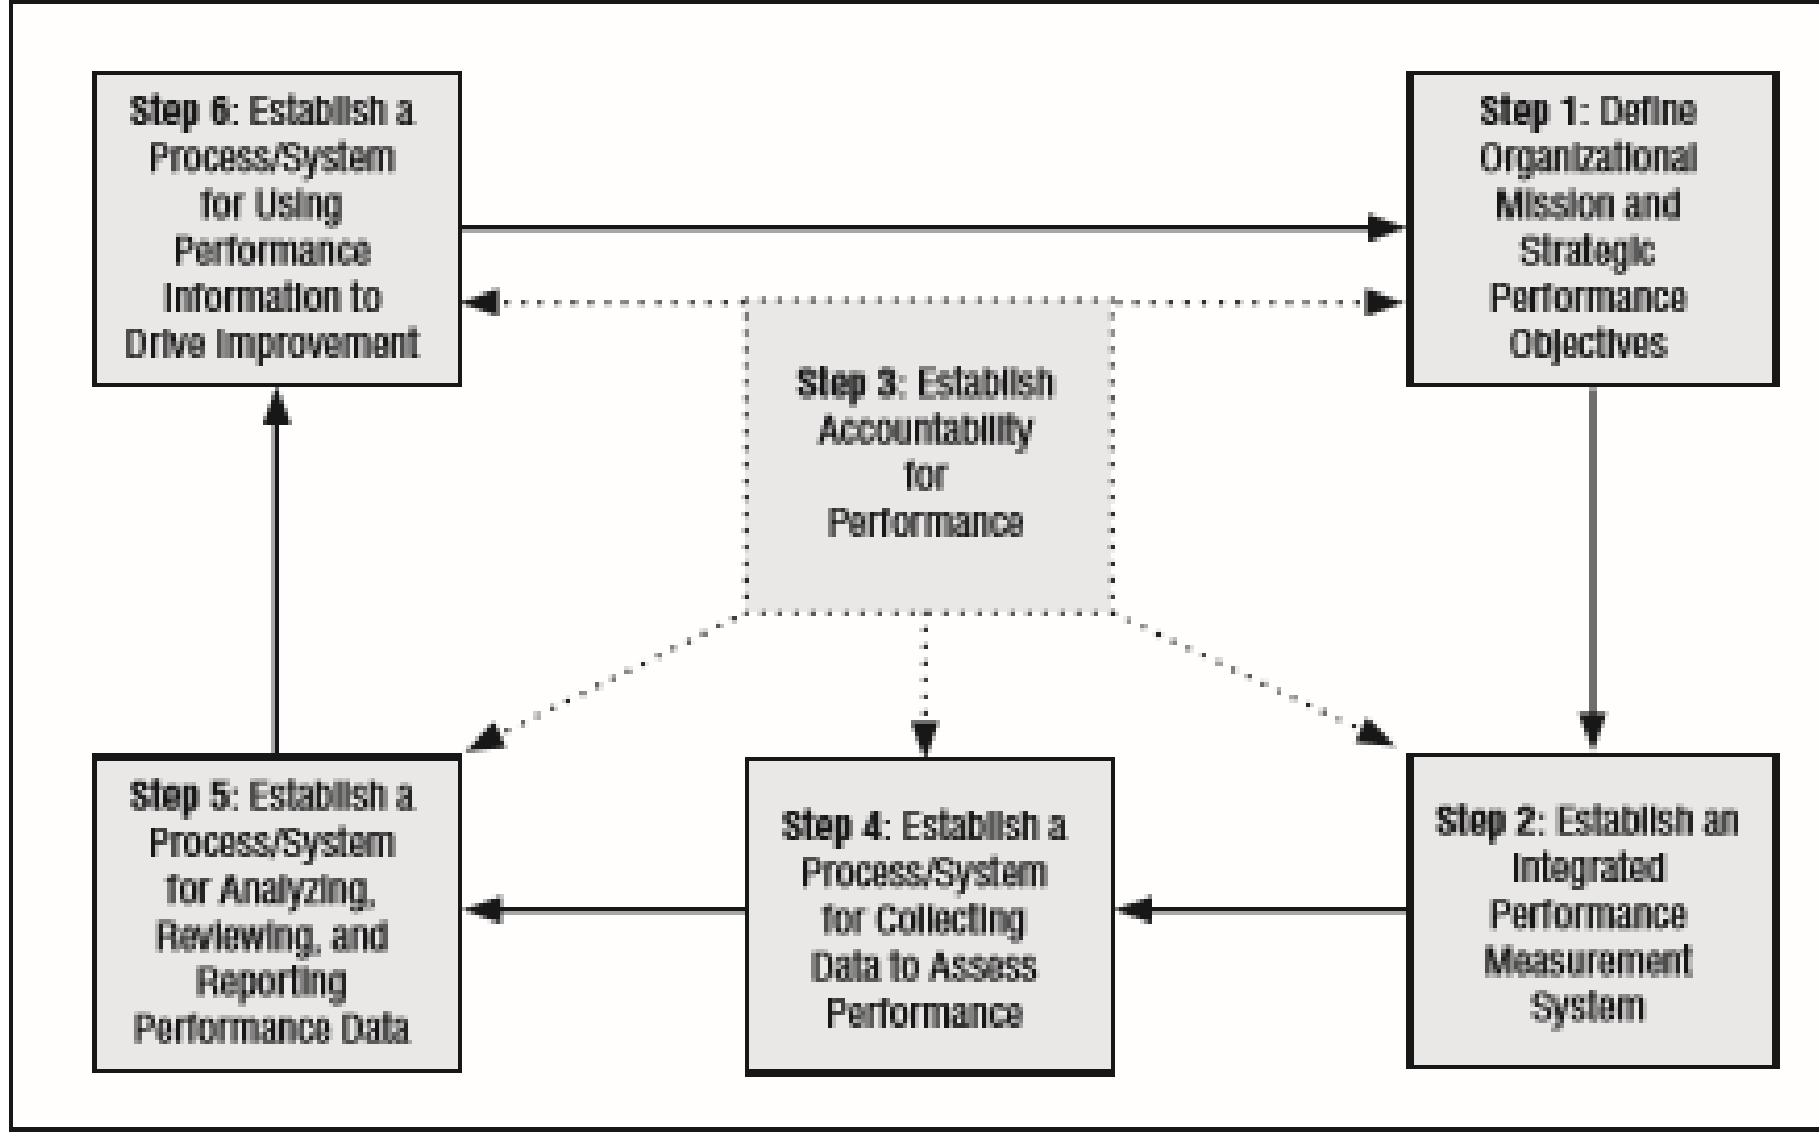 Step 6: Establish a
Process/System
for Using
Performance
Information to
Drive Improvement
Step 1: Define
Organizational
Mission and
Strategic
Performance
Objectives
Step 3: Establish
Accountability
for
Performance
Step 5: Establish a
Process/System
for Analyzing,
Reviewing, and
Reporting
Performance Data
Step 4: Establish a
Process/System
for Collecting
Data to Assess
Performance
Step 2: Establish an
Integrated
Performance
Measurement
System